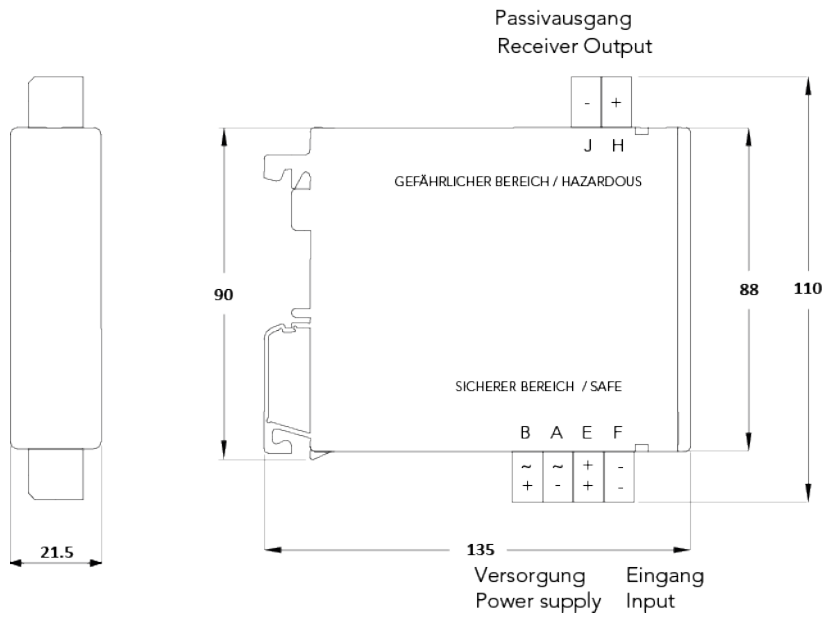 Passivausgang
Receiver Output
- +
J H
GEFÄHRLICHER BEREICH / HAZARDOUS
90
88
110
SICHERER BEREICH / SAFE
B A E F
~ ~ + -
+ - + -
21.5
135
Versorgung Eingang
Power supply Input